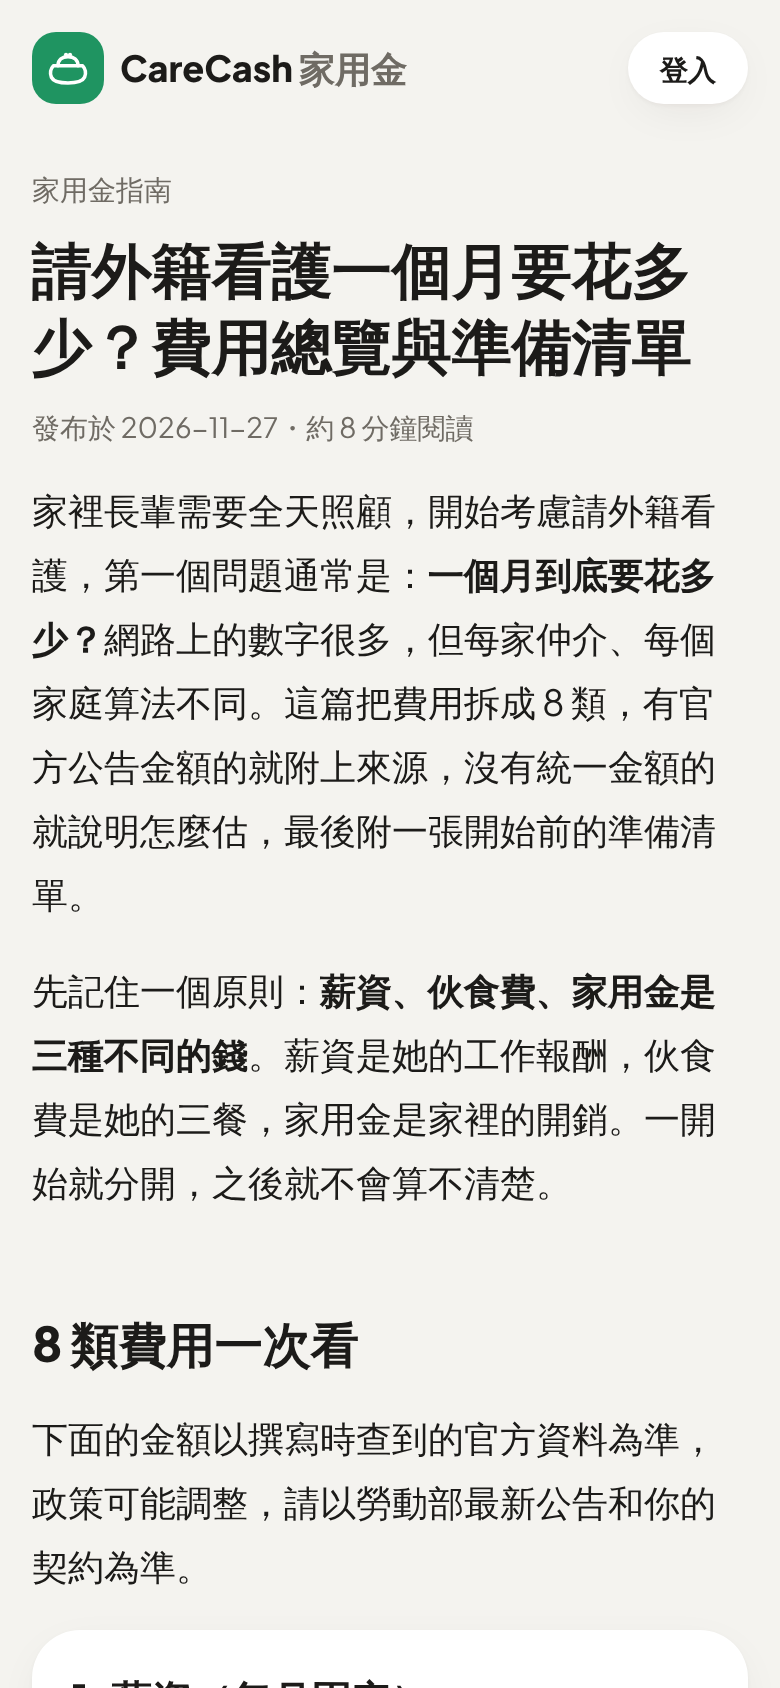 CareCash 家用金
登入
家用金指南
請外籍看護一個月要花多
少？費用總覽與準備清單
發布於 2026-11-27・約 8 分鐘閱讀
家裡長輩需要全天照顧，開始考慮請外籍看
護，第一個問題通常是：一個月到底要花多
少？網路上的數字很多，但每家仲介、每個
家庭算法不同。這篇把費用拆成 8 類，有官
方公告金額的就附上來源，沒有統一金額的
就說明怎麼估，最後附一張開始前的準備清
單。
先記住一個原則：薪資、伙食費、家用金是
三種不同的錢。薪資是她的工作報酬，伙食
費是她的三餐，家用金是家裡的開銷。一開
始就分開，之後就不會算不清楚。
8 類費用一次看
下面的金額以撰寫時查到的官方資料為準，
政策可能調整，請以勞動部最新公告和你的
契約為準。